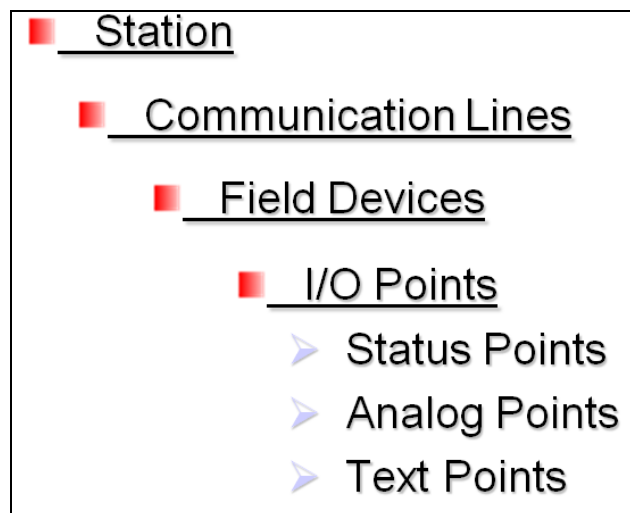 Station
Communication Lines
Field Devices
I/O Points
Status Points
Analog Points
Text Points